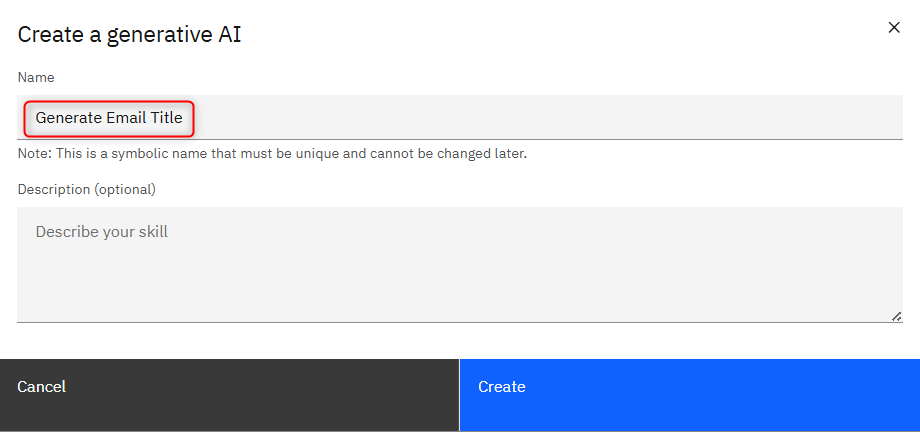 Create a generative AI
Name
Generate Email Title
Note: This is a symbolic name that must be unique and cannot be changed later.
Description (optional)
Describe your skill
Cancel
Create